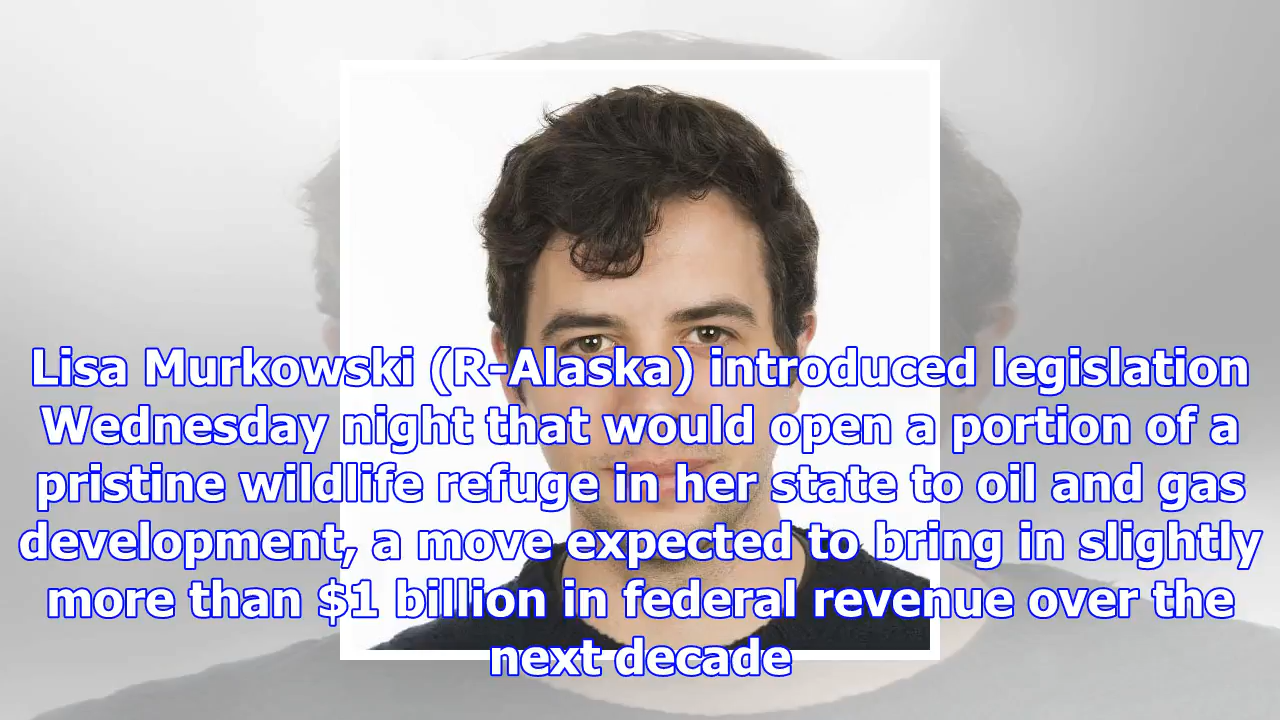 Lisa Murkowski (R-Alaska) introduced legislation
Wednesday night that would open a portion of a
pristine wildlife refuge in her state to oil and gas
development, a move expected to bring in slightly
more than $1 billion in federal revenue over the
next decade